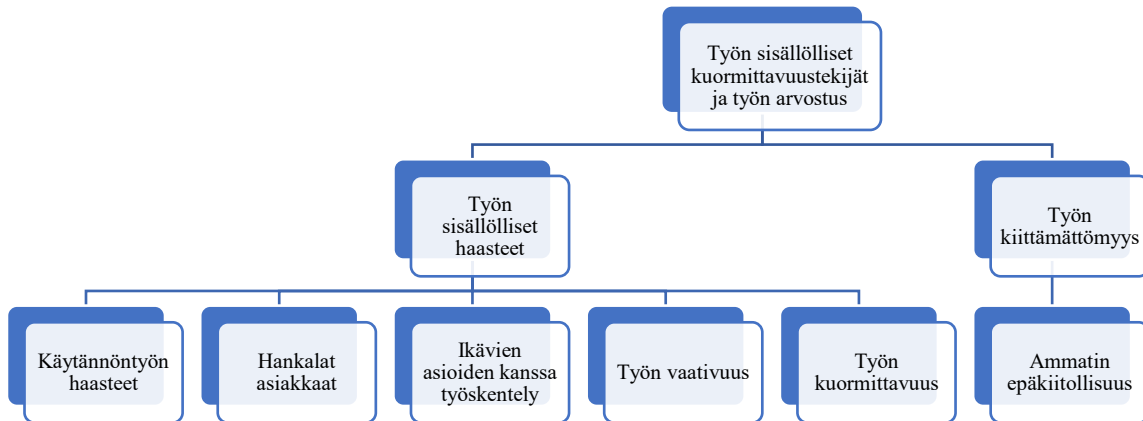 Työn sisällölliset
kuormittavuustekijät
ja työn arvostus
Työn
sisällölliset
haasteet
Työn
kiittämättömyys
Käytännöntyön
haasteet
Hankalat
asiakkaat
Ikävien
asioiden kanssa
työskentely
Työn vaativuus
Työn
kuormittavuus
Ammatin
epäkiitollisuus